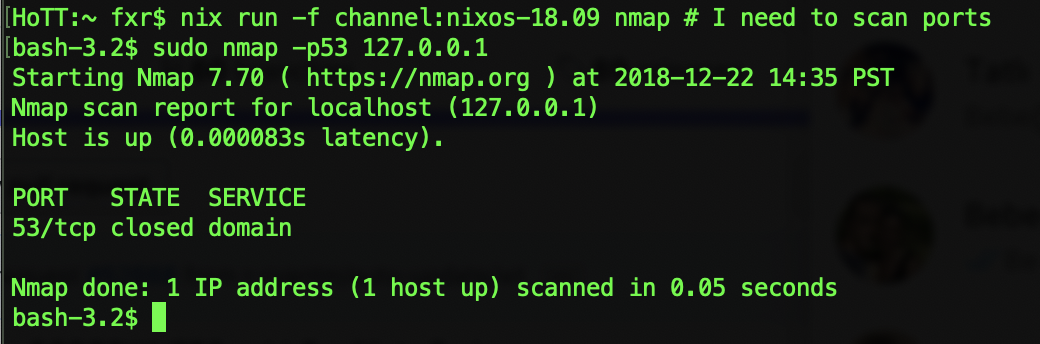 [HoTT:~ fxr$ nix run -f channel:nixos-18.09 nmap # I need to scan ports
[bash-3.2$ sudo nmap -p53 127.0.0.1
Starting Nmap 7.70 ( https://nmap.org ) at 2018-12-22 14:35 PST
Nmap scan report for localhost (127.0.0.1)
Host is up (0.000083s latency).

PORT   STATE  SERVICE
53/tcp closed domain

Nmap done: 1 IP address (1 host up) scanned in 0.05 seconds
bash-3.2$